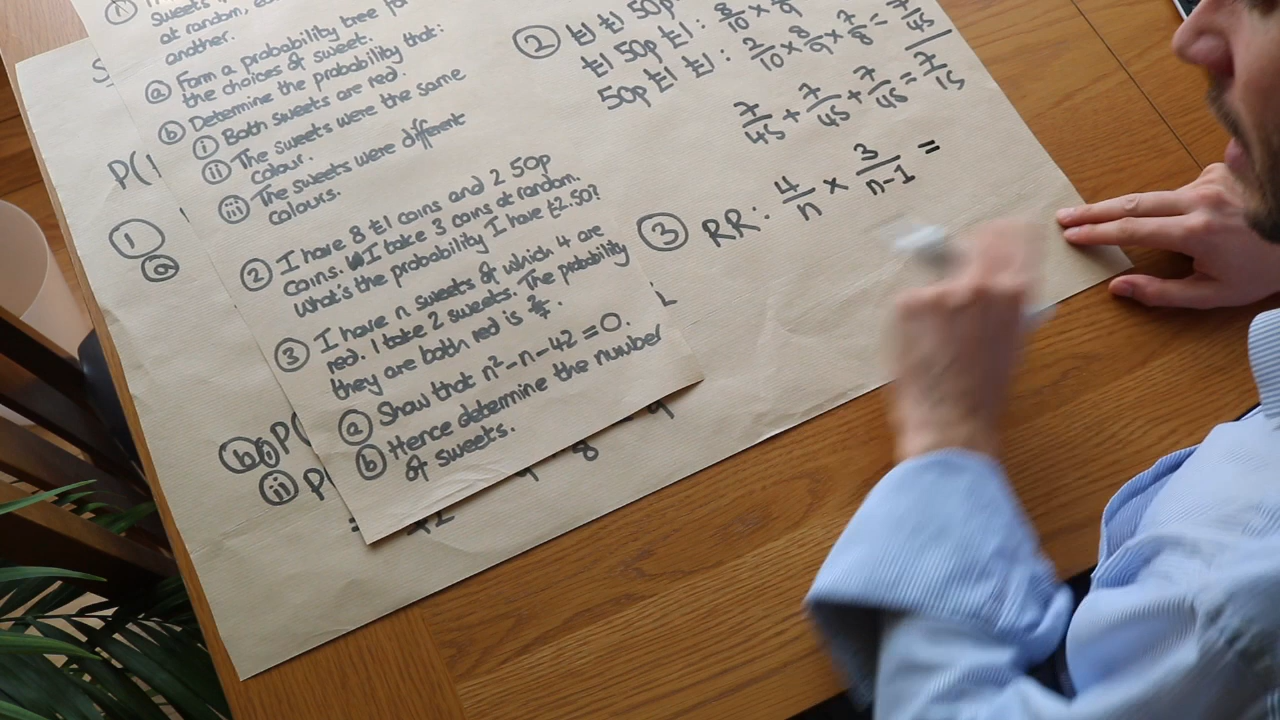 ①
Sweets
at random,
another.
ⓐ Form a probability tree for
the choices of sweet.
ⓑ Determine the probability that:
ⓘ Both sweets are red.
ⅱ The sweets were the same
colour.
ⅲ The sweets were different
colours.
② I have 8 £1 coins and 2 50p
coins. I take 3 coins at random.
What's the probability I have £2.50?
③ I have n sweets of which 4 are
red. I take 2 sweets. The probability
they are both red is 2/7.
ⓐ Show that n²-n-42=0.
ⓑ Hence determine the number
of sweets.
P(
①
ⓐ
ⓑ ⓘ P(
ⅱ P
② £1 £1 50p
£1 50p £1: 8/10 ×
50p £1 £1: 2/10 × 8/9 × 7/8 = 7/45
7/45 + 7/45 + 7/45 = 7/15
③ RR: 4/n × 3/n-1 =